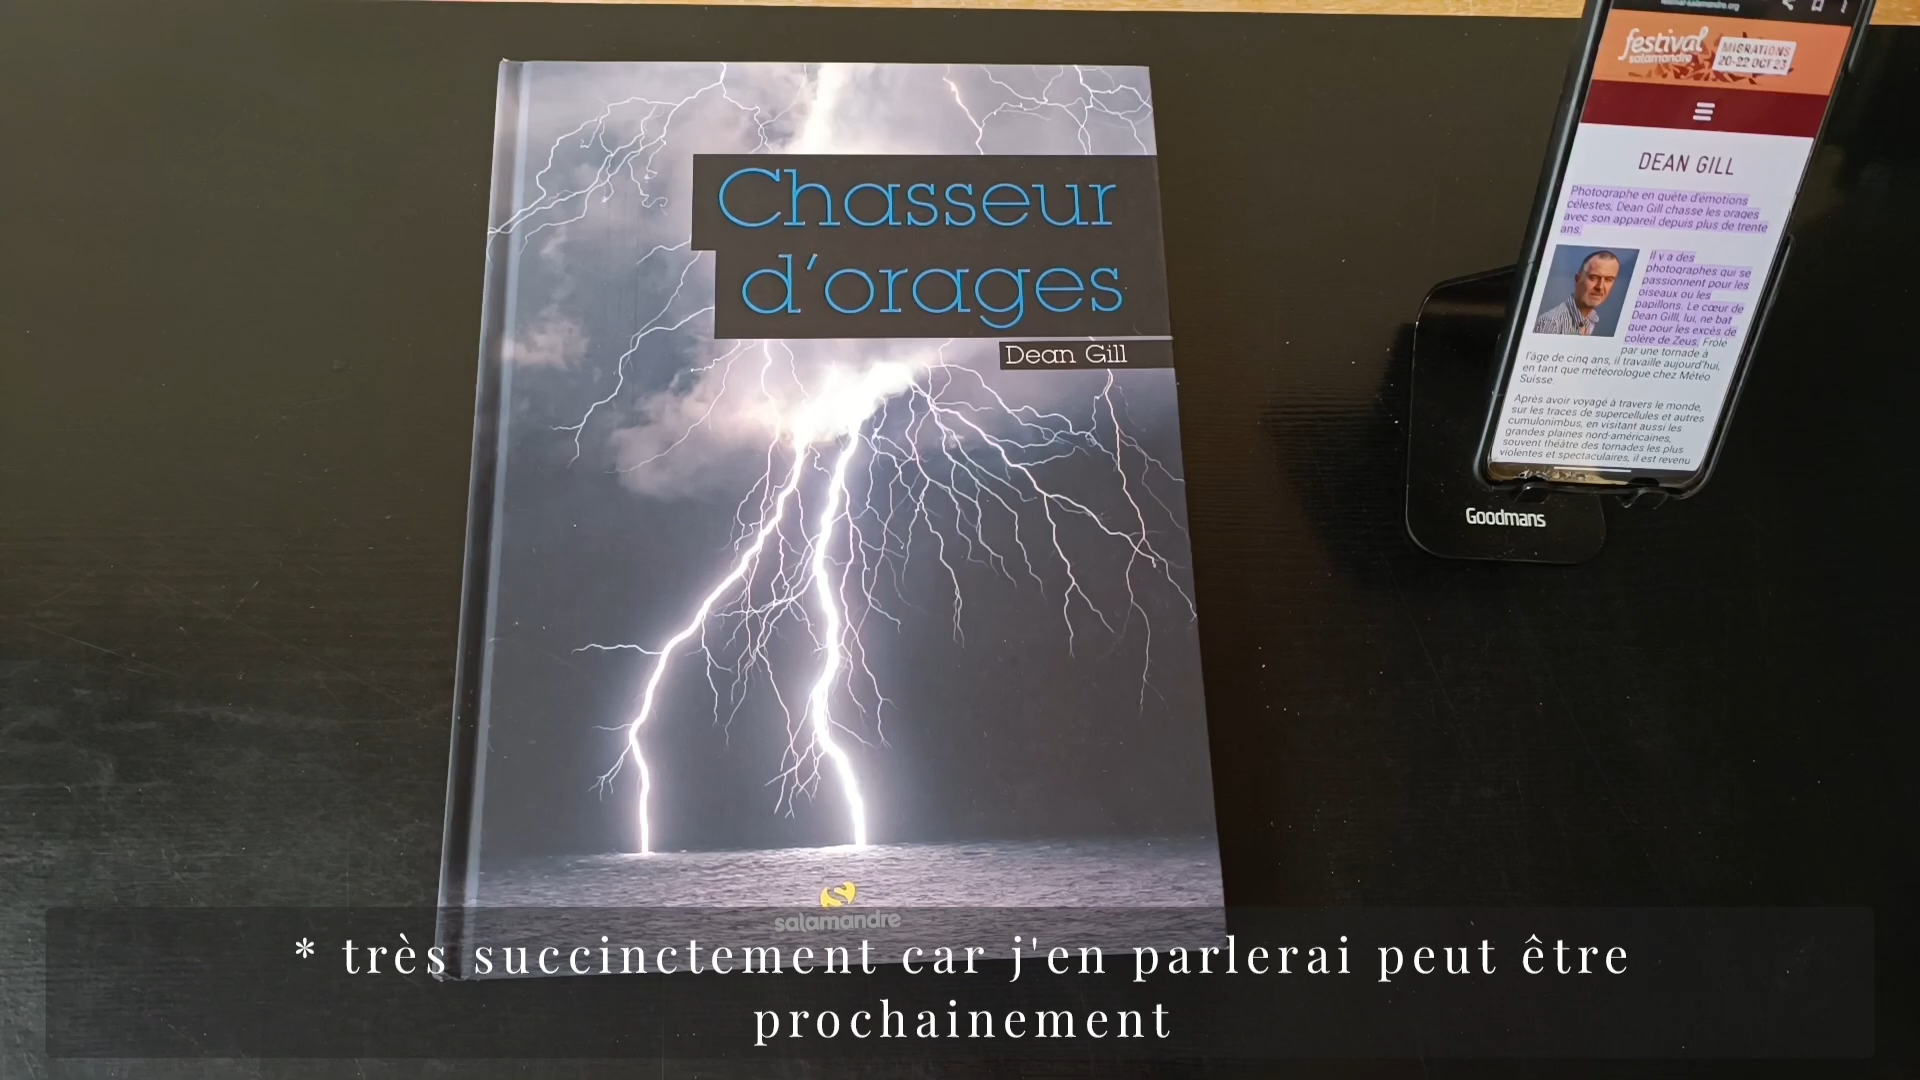 Chasseur
d'orages
Dean Gill
salamandre
festival
salamandre
MIGRATIONS
20-22 OCT 23
DEAN GILL
Photographe en quête d'émotions
célestes, Dean Gill chasse les orages
avec son appareil depuis plus de trente
ans.
Il y a des
photographes qui se
passionnent pour les
oiseaux ou les
papillons. Le cœur de
Dean Gilll, lui, ne bat
que pour les excès de
colère de Zeus. Frôlé
par une tornade à
l'âge de cinq ans, il travaille aujourd'hui,
en tant que météorologue chez Météo
Suisse.
Après avoir voyagé à travers le monde,
sur les traces de supercellules et autres
cumulonimbus, en visitant aussi les
grandes plaines nord-américaines,
souvent théâtre des tornades les plus
violentes et spectaculaires, il est revenu
Goodmans
* très succinctement car j'en parlerai peut être
prochainement